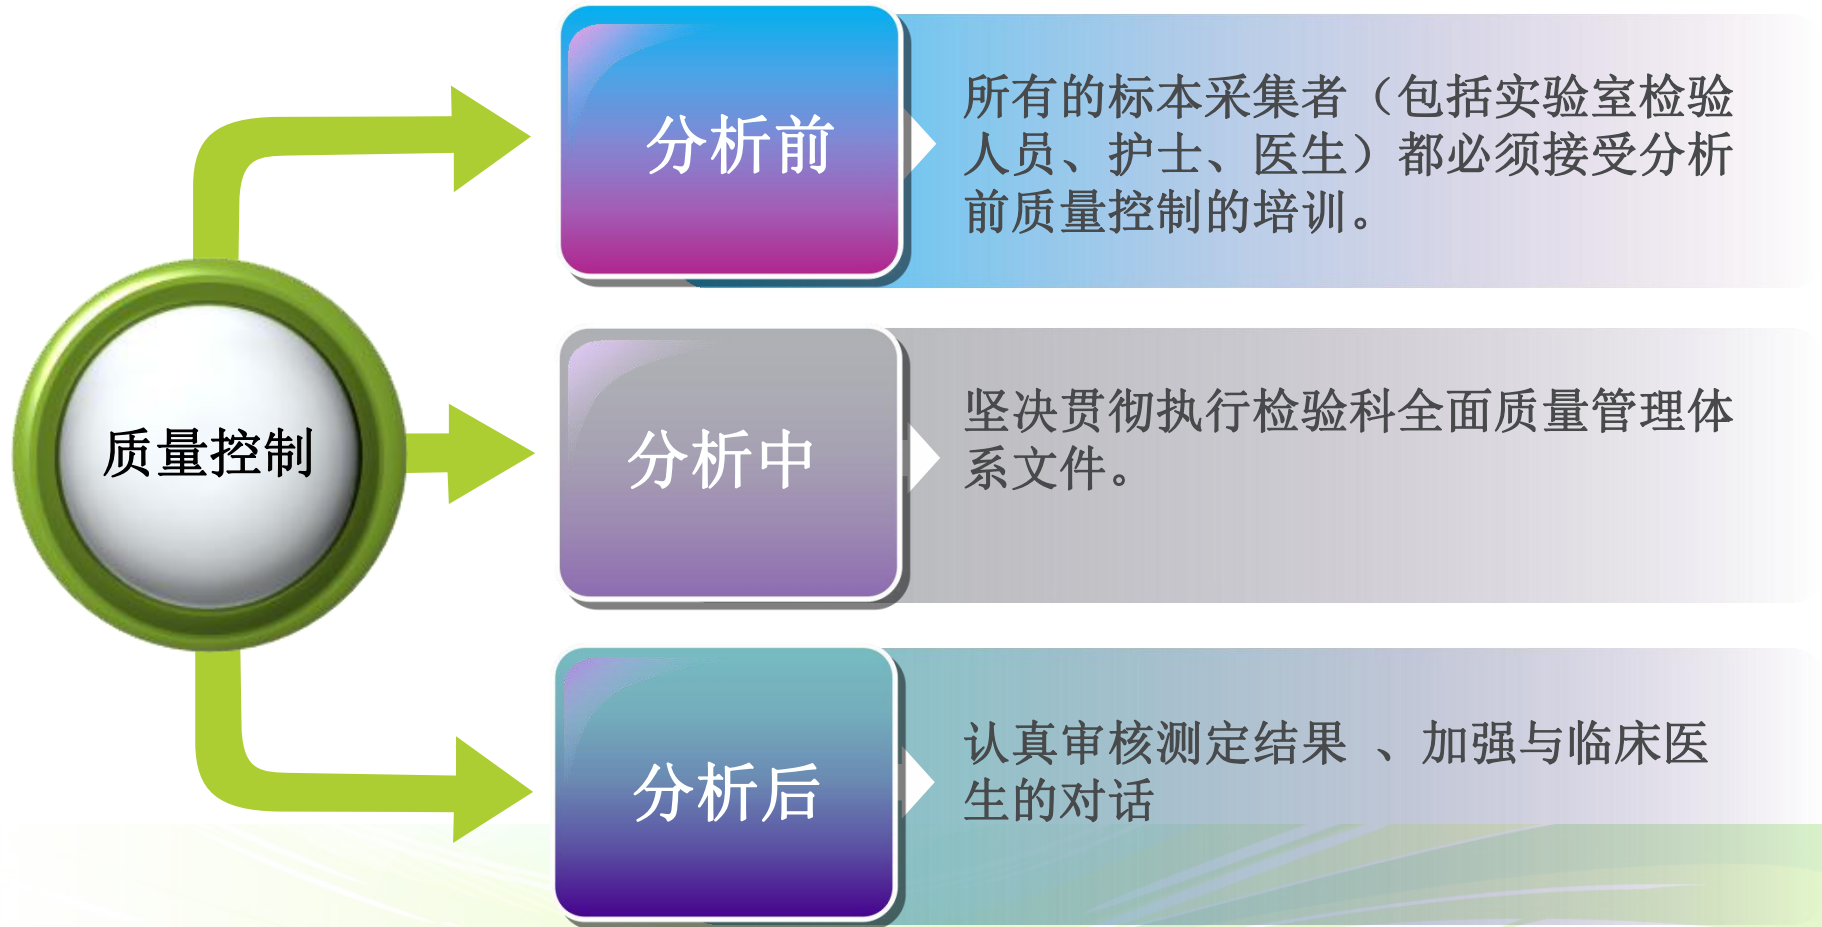 质量控制
分析前
所有的标本采集者（包括实验室检验
人员、护士、医生）都必须接受分析
前质量控制的培训。
分析中
坚决贯彻执行检验科全面质量管理体
系文件。
分析后
认真审核测定结果 、加强与临床医
生的对话